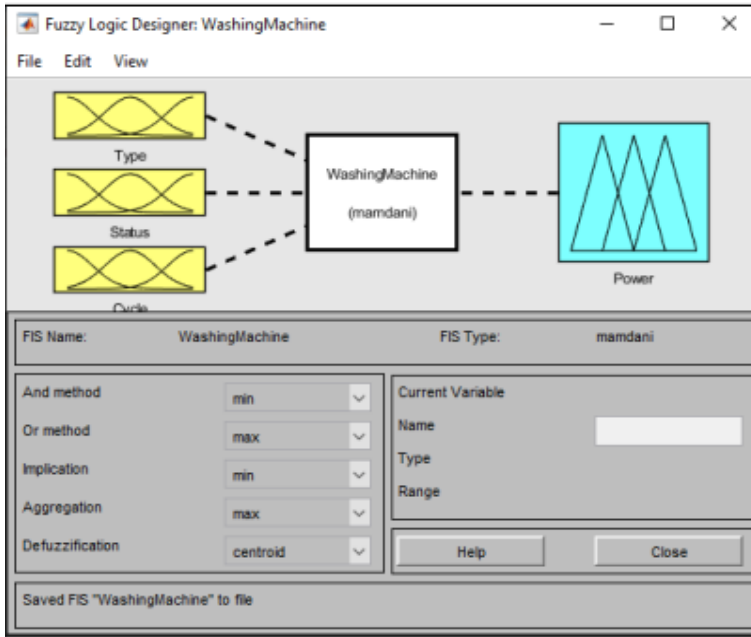 Fuzzy Logic Designer: WashingMachine
File Edit View
Type
Status
Cycle
WashingMachine
(mamdani)
Power
FIS Name: WashingMachine FIS Type: mamdani
And method min
Or method max
Implication min
Aggregation max
Defuzzification centroid
Current Variable
Name
Type
Range
Help Close
Saved FIS "WashingMachine" to file